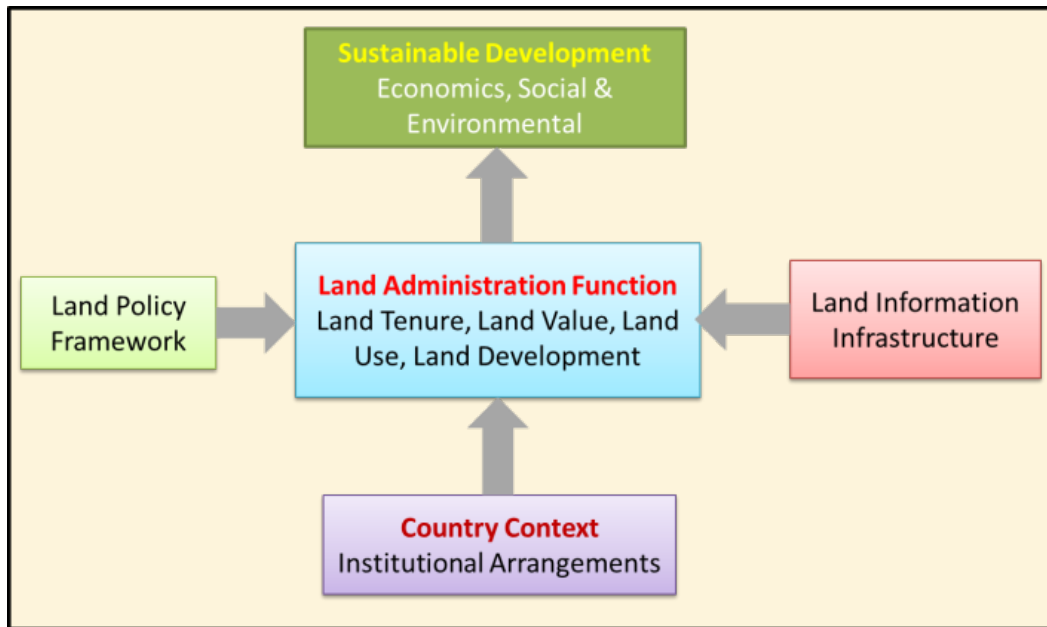 Sustainable Development
Economics, Social &
Environmental
Land Policy
Framework
Land Administration Function
Land Tenure, Land Value, Land
Use, Land Development
Land Information
Infrastructure
Country Context
Institutional Arrangements